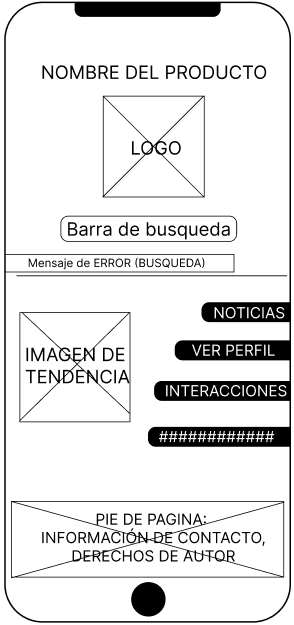 NOMBRE DEL PRODUCTO
LOGO
Barra de busqueda
Mensaje de ERROR (BUSQUEDA)
IMAGEN DE
TENDENCIA
NOTICIAS
VER PERFIL
INTERACCIONES
############
PIE DE PAGINA:
INFORMACIÓN DE CONTACTO,
DERECHOS DE AUTOR